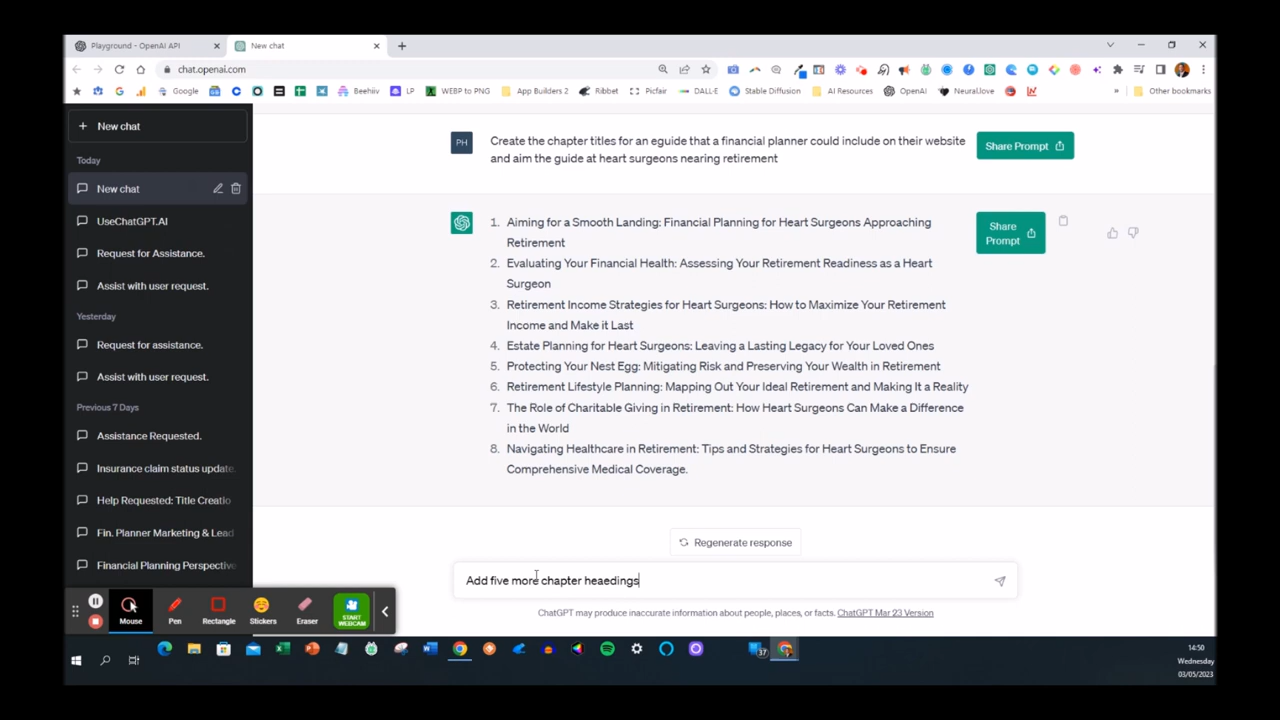 Playground - OpenAI API
New chat
chat.openai.com
Google
Beehiiv
LP
WEBP to PNG
App Builders 2
Ribbet
Picfair
DALL-E
Stable Diffusion
AI Resources
OpenAI
Neural.love
»
Other bookmarks
+ New chat
Today
New chat
UseChatGPT.AI
Request for Assistance.
Assist with user request.
Yesterday
Request for assistance.
Assist with user request.
Previous 7 Days
Assistance Requested.
Insurance claim status update.
Help Requested: Title Creatio
Fin. Planner Marketing & Lead
Financial Planning Perspective
PH
Create the chapter titles for an eguide that a financial planner could include on their website
and aim the guide at heart surgeons nearing retirement
Share Prompt
1. Aiming for a Smooth Landing: Financial Planning for Heart Surgeons Approaching
Retirement
2. Evaluating Your Financial Health: Assessing Your Retirement Readiness as a Heart
Surgeon
3. Retirement Income Strategies for Heart Surgeons: How to Maximize Your Retirement
Income and Make it Last
4. Estate Planning for Heart Surgeons: Leaving a Lasting Legacy for Your Loved Ones
5. Protecting Your Nest Egg: Mitigating Risk and Preserving Your Wealth in Retirement
6. Retirement Lifestyle Planning: Mapping Out Your Ideal Retirement and Making It a Reality
7. The Role of Charitable Giving in Retirement: How Heart Surgeons Can Make a Difference
in the World
8. Navigating Healthcare in Retirement: Tips and Strategies for Heart Surgeons to Ensure
Comprehensive Medical Coverage.
Share
Prompt
Regenerate response
Add five more chapter heaedings
ChatGPT may produce inaccurate information about people, places, or facts. ChatGPT Mar 23 Version
Mouse
Pen
Rectangle
Stickers
Eraser
START
WEBCAM
37
14:50
Wednesday
03/05/2023